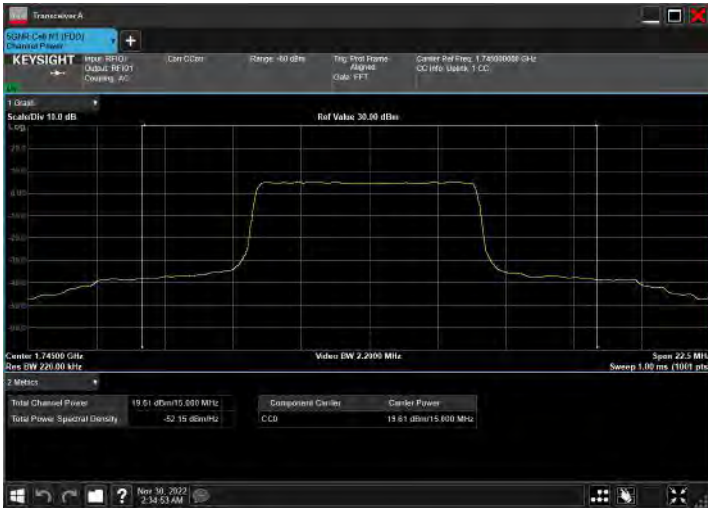 Transceiver A
5GNR-Cell N1 (FDD)
Channel Power
KEYSIGHT
Input: RFIO1
Output: RFIO1
Coupling: AC
Corr CCorr
Range: -60 dBm
Trig: Prot Frame
Aligned
Gate: FFT
Carrier Ref Freq: 1.745000000 GHz
CC Info: Uplink, 1 CC
1 Graph
Scale/Div 10.0 dB
Ref Value 30.00 dBm
Log
Center 1.74500 GHz
Video BW 2.2000 MHz
Span 22.5 MHz
Res BW 220.00 kHz
Sweep 1.00 ms (1001 pts
2 Metrics
Total Channel Power
19.61 dBm/15.000 MHz
Total Power Spectral Density
-52.15 dBm/Hz
Component Carrier
Carrier Power
CC0
19.61 dBm/15.000 MHz
?
Nov 30, 2022
2:34:53 AM